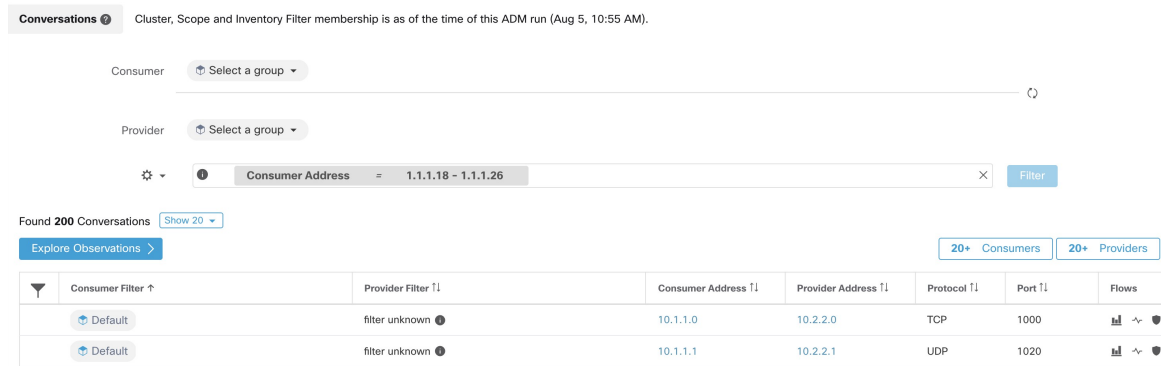 Conversations Cluster, Scope and Inventory Filter membership is as of the time of this ADM run (Aug 5, 10:55 AM).
Consumer Select a group
Provider Select a group
Consumer Address = 1.1.1.18 - 1.1.1.26 Filter
Found 200 Conversations Show 20
Explore Observations 20+ Consumers 20+ Providers
Consumer Filter ↑ Provider Filter ↑↓ Consumer Address ↑↓ Provider Address ↑↓ Protocol ↑↓ Port ↑↓ Flows
Default filter unknown 10.1.1.0 10.2.2.0 TCP 1000
Default filter unknown 10.1.1.1 10.2.2.1 UDP 1020